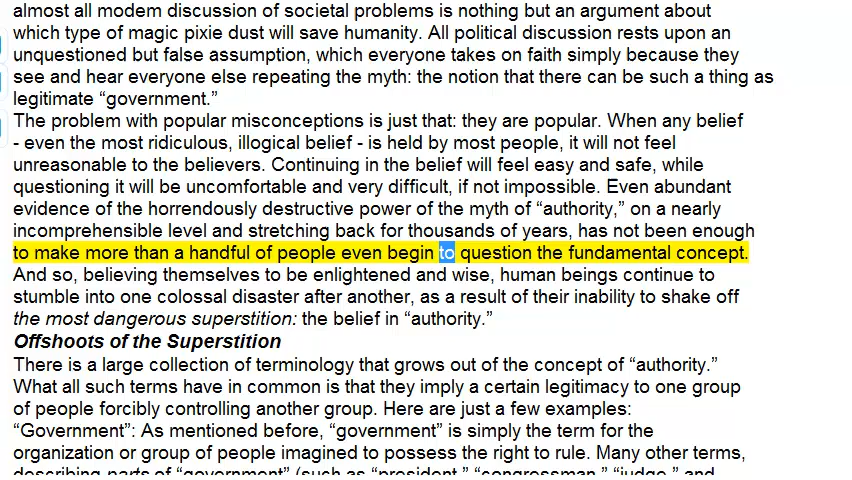 almost all modem discussion of societal problems is nothing but an argument about
which type of magic pixie dust will save humanity. All political discussion rests upon an
unquestioned but false assumption, which everyone takes on faith simply because they
see and hear everyone else repeating the myth: the notion that there can be such a thing as
legitimate “government.”
The problem with popular misconceptions is just that: they are popular. When any belief
- even the most ridiculous, illogical belief - is held by most people, it will not feel
unreasonable to the believers. Continuing in the belief will feel easy and safe, while
questioning it will be uncomfortable and very difficult, if not impossible. Even abundant
evidence of the horrendously destructive power of the myth of “authority,” on a nearly
incomprehensible level and stretching back for thousands of years, has not been enough
to make more than a handful of people even begin to question the fundamental concept.
And so, believing themselves to be enlightened and wise, human beings continue to
stumble into one colossal disaster after another, as a result of their inability to shake off
the most dangerous superstition: the belief in “authority.”
Offshoots of the Superstition
There is a large collection of terminology that grows out of the concept of “authority.”
What all such terms have in common is that they imply a certain legitimacy to one group
of people forcibly controlling another group. Here are just a few examples:
“Government”: As mentioned before, “government” is simply the term for the
organization or group of people imagined to possess the right to rule. Many other terms,
describing parts of “government” (such as “president,” “congressman,” “judge,” and